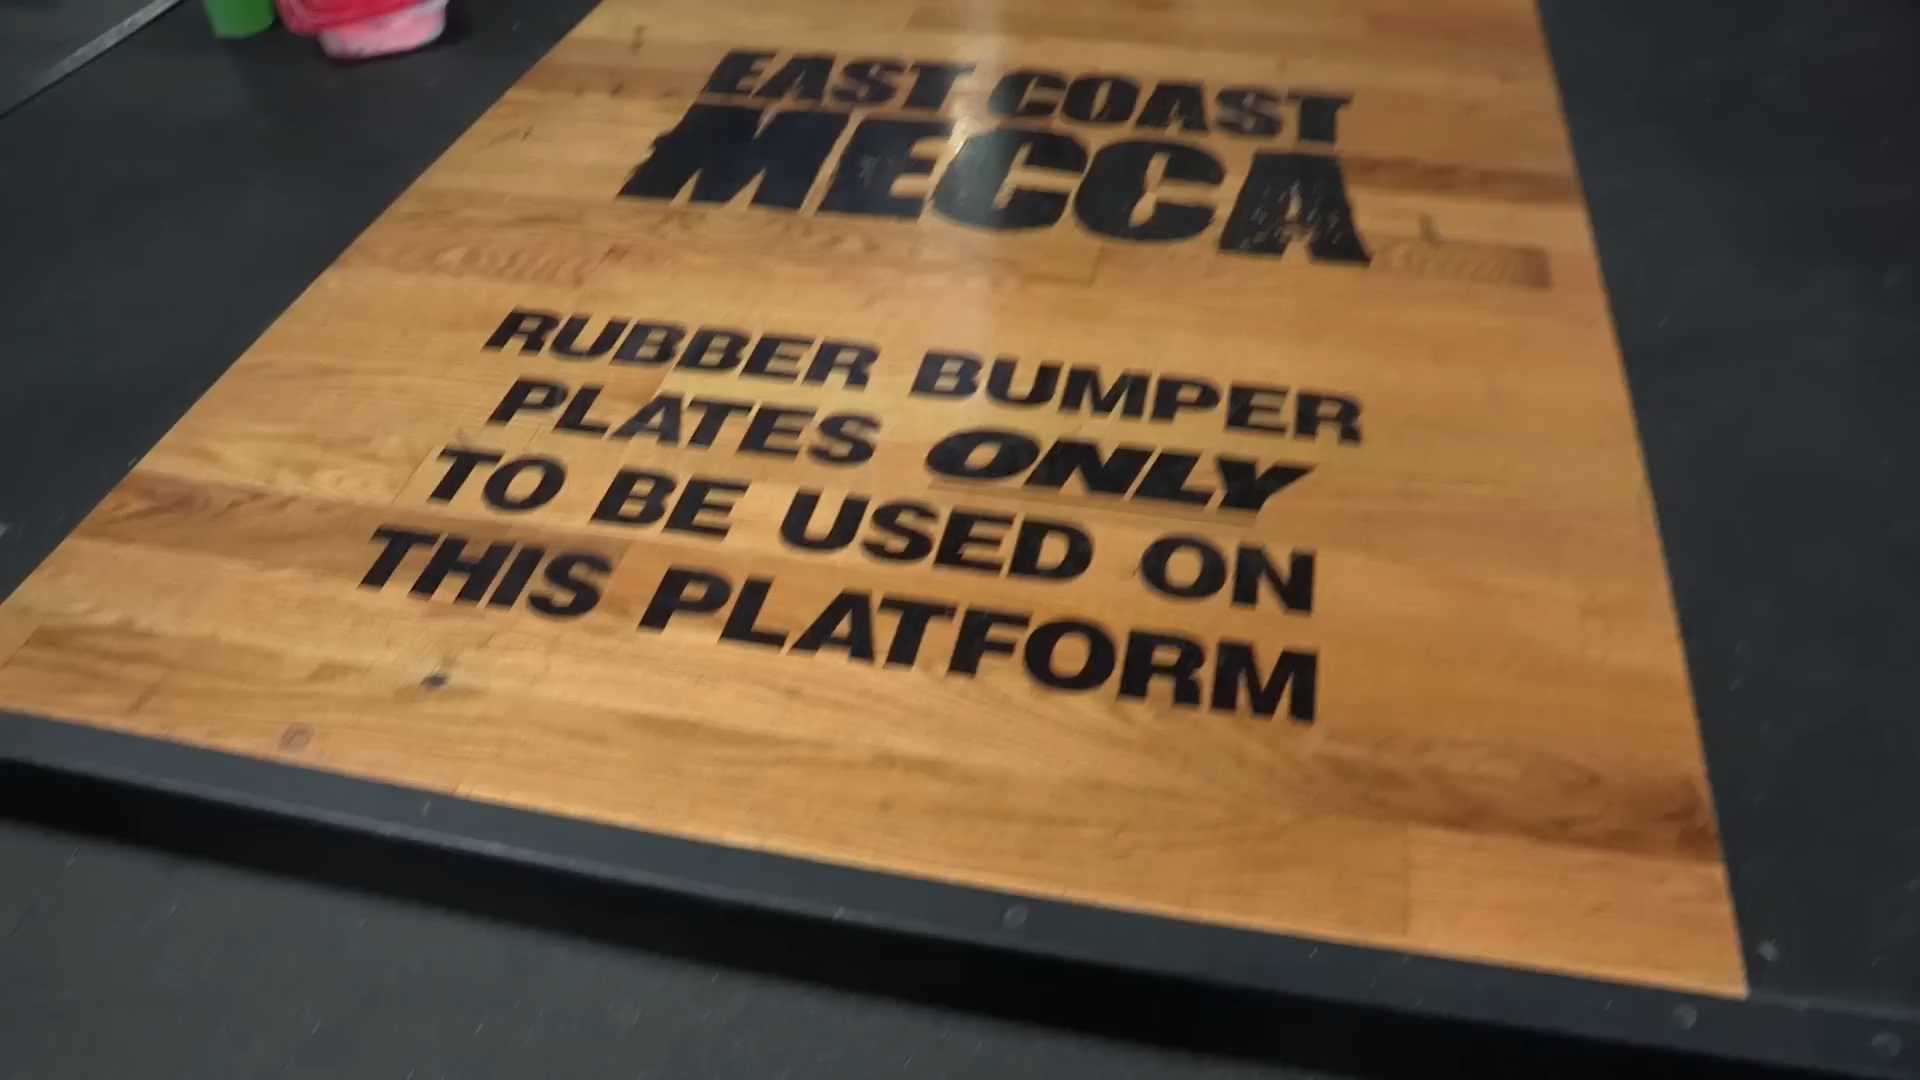 EAST COAST
MECCA
RUBBER BUMPER
PLATES ONLY
TO BE USED ON
THIS PLATFORM